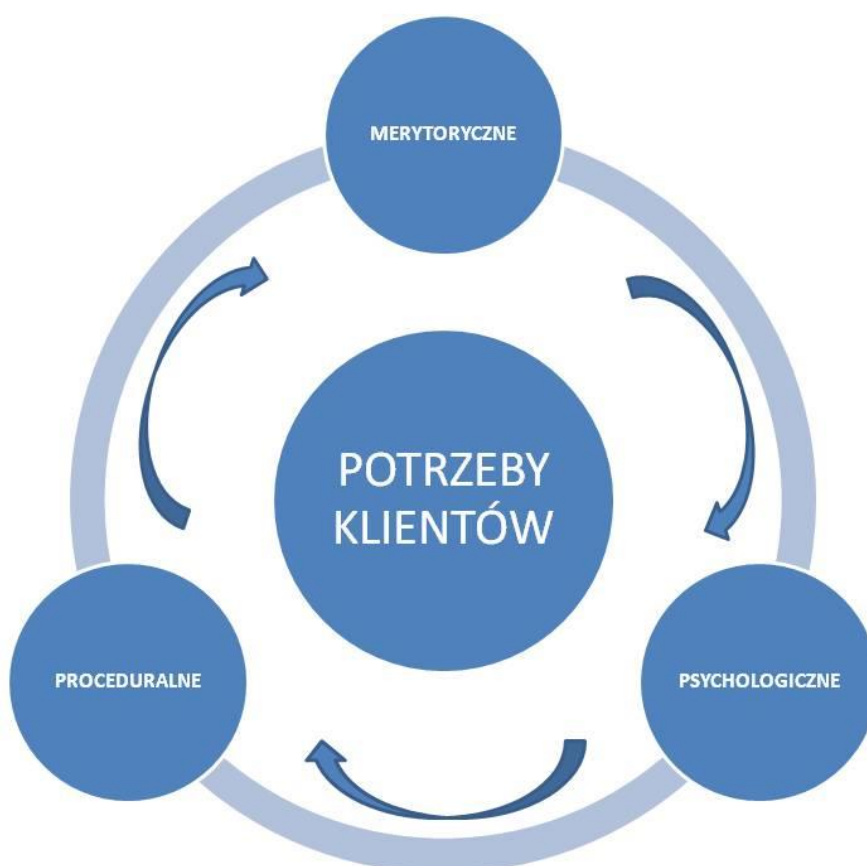 MERYTORYCZNE
POTRZEBY
KLIENTÓW
PROCEDURALNE
PSYCHOLOGICZNE